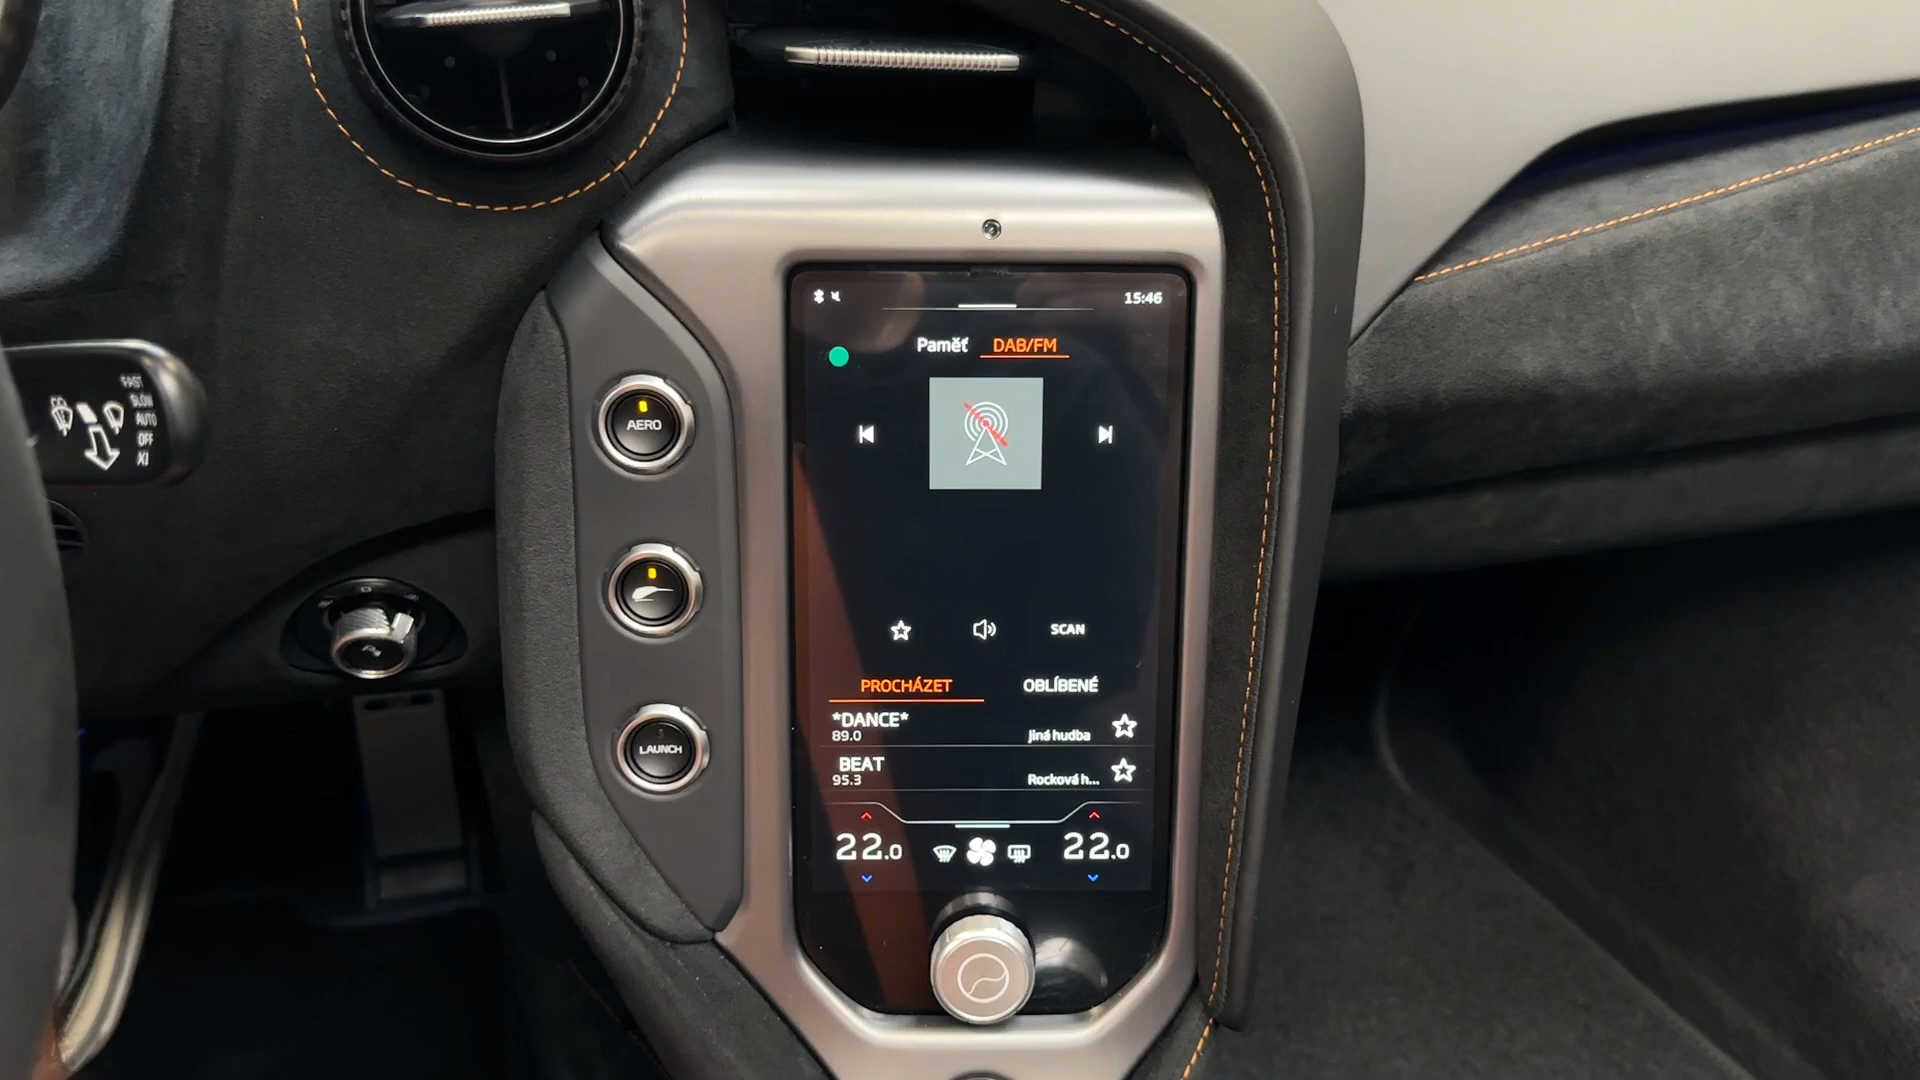 15:46
Paměť DAB/FM
FAST
SLOW
AUTO
OFF
X1
AERO
SCAN
PROCHÁZET OBLÍBENÉ
*DANCE*
89.0 Jiná hudba
LAUNCH
BEAT
95.3 Rocková h...
22.0 22.0